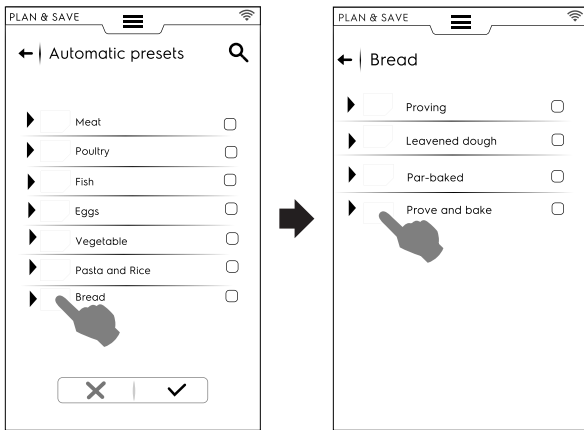 PLAN & SAVE
Automatic presets
Meat
Poultry
Fish
Eggs
Vegetable
Pasta and Rice
Bread
PLAN & SAVE
Bread
Proving
Leavened dough
Par-baked
Prove and bake